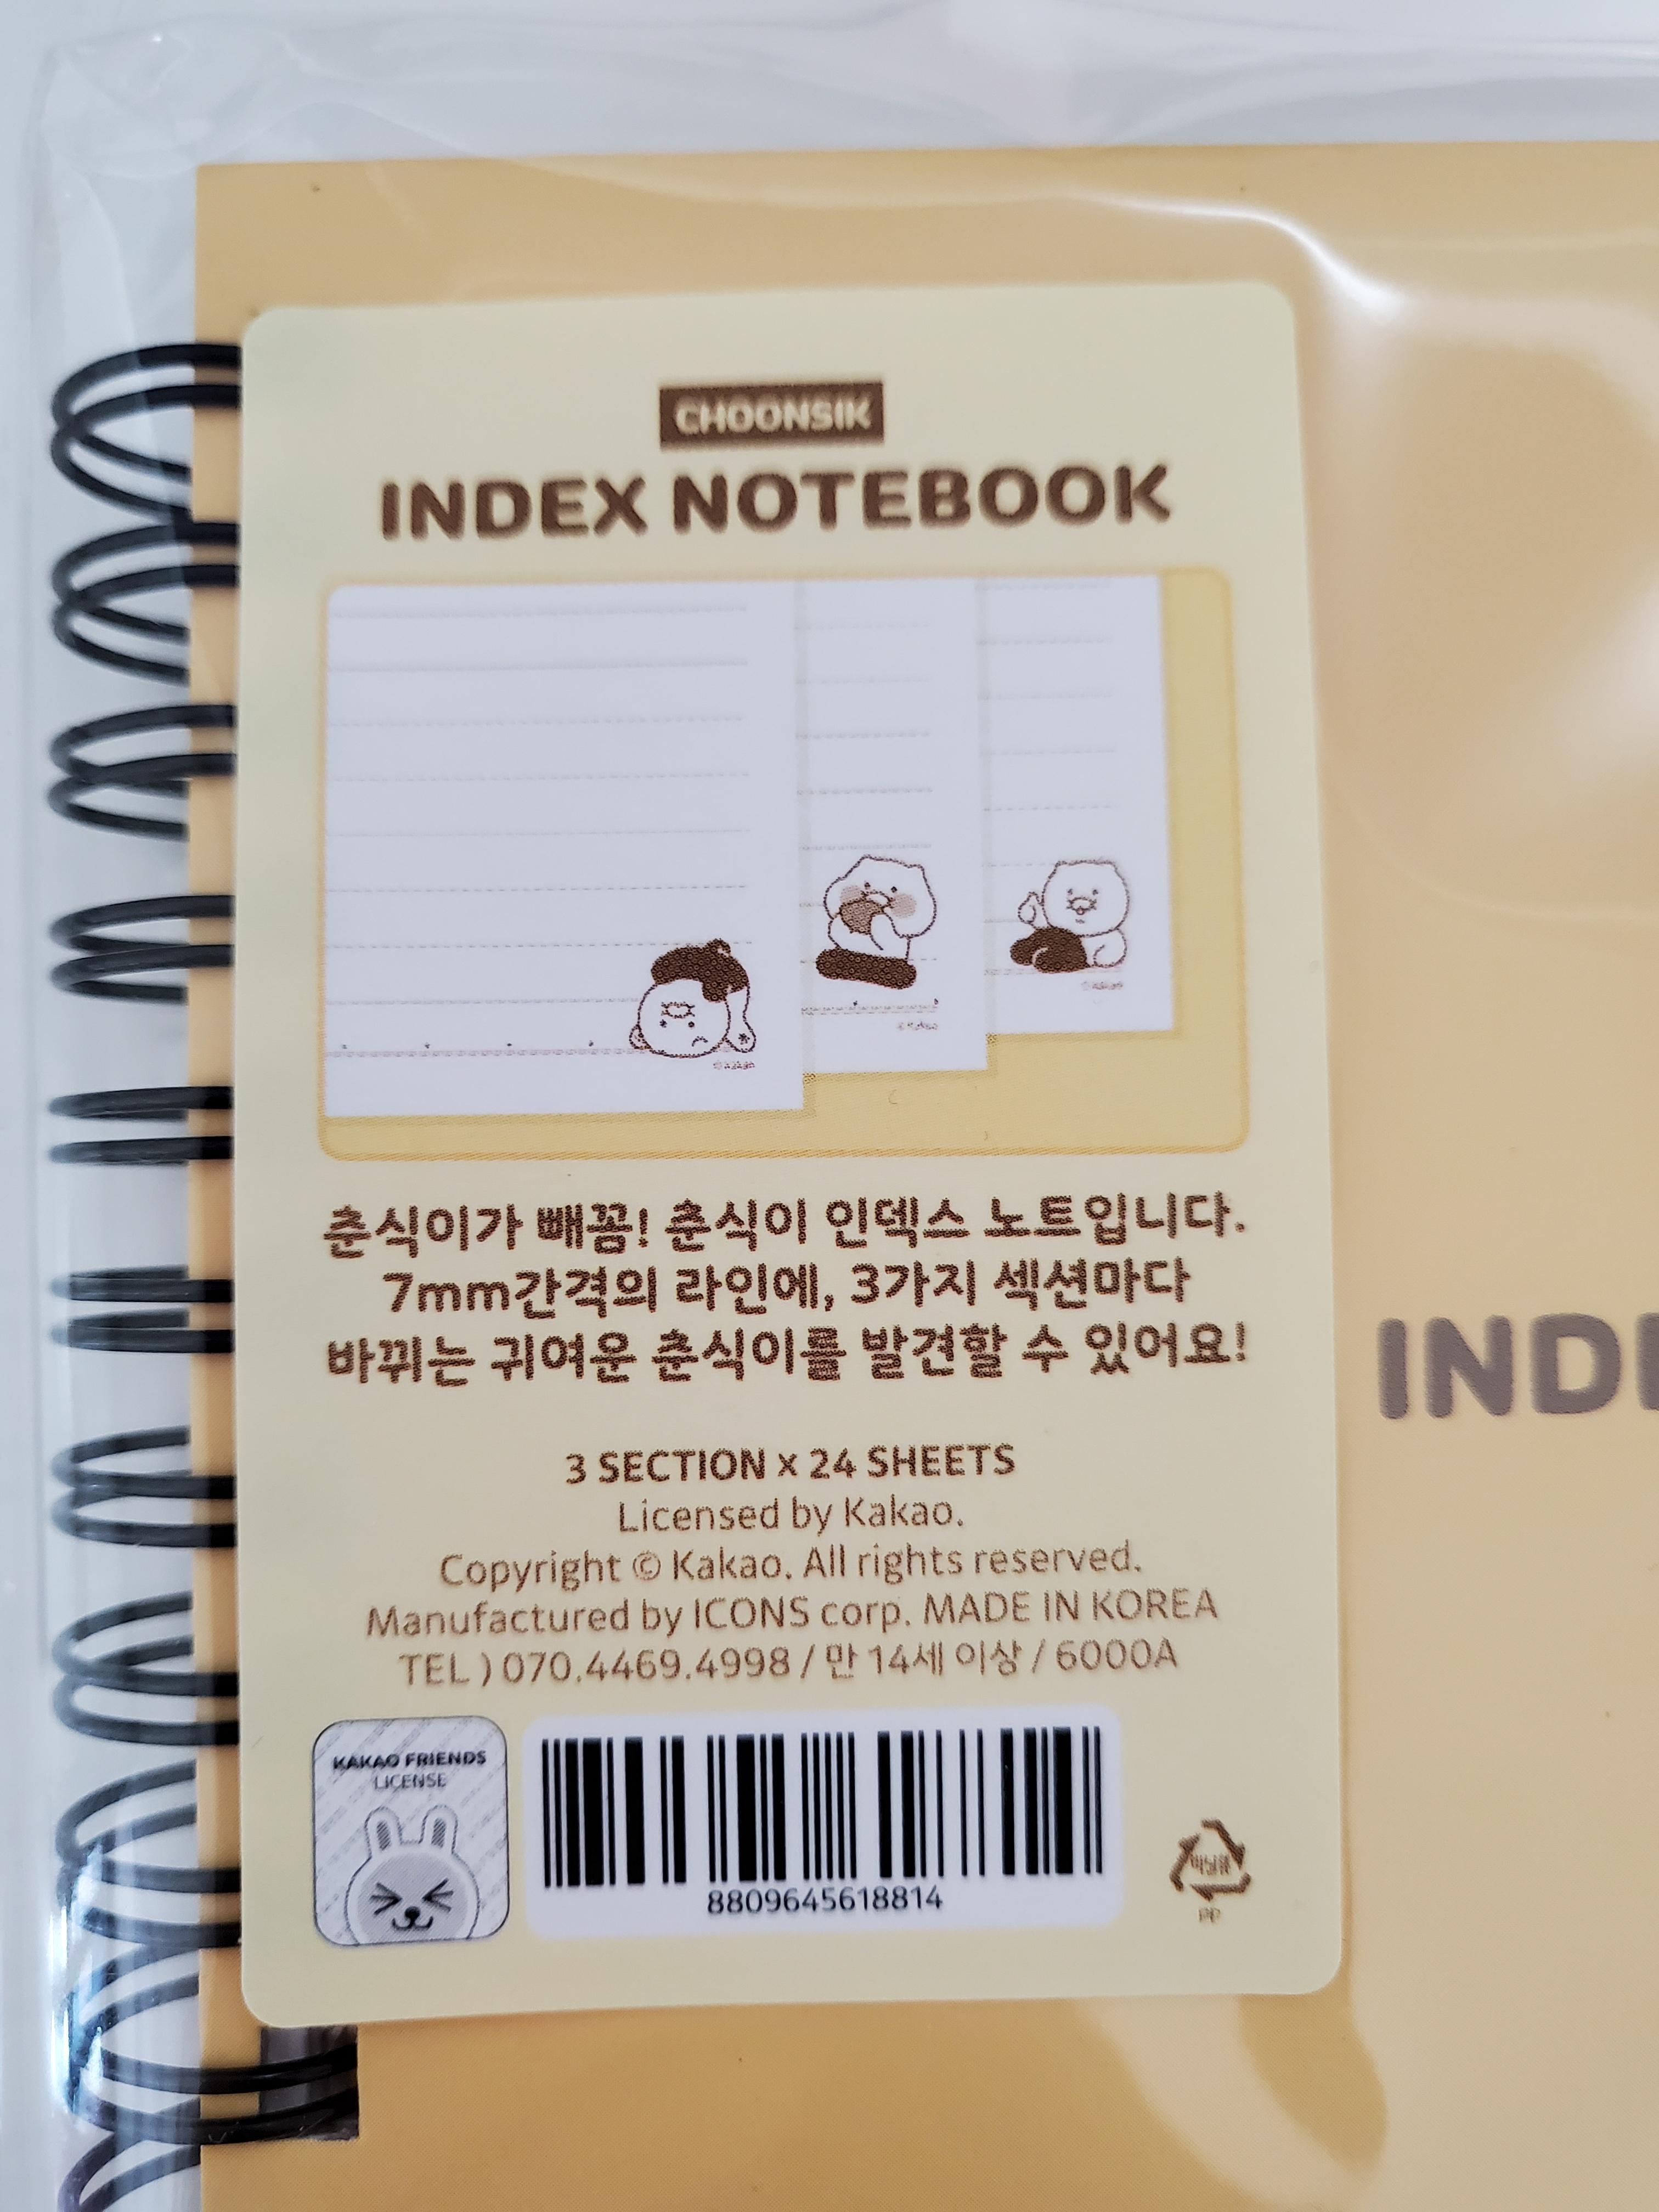 CHOONSIK
INDEX NOTEBOOK
춘식이가 빼꼼! 춘식이 인덱스 노트입니다.
7mm간격의 라인에, 3가지 섹션마다
바뀌는 귀여운 춘식이를 발견할 수 있어요!
3 SECTION x 24 SHEETS
Licensed by Kakao.
Copyright © Kakao. All rights reserved.
Manufactured by ICONS corp. MADE IN KOREA
TEL ) 070.4469.4998 / 만 14세 이상 / 6000A
KAKAO FRIENDS
LICENSE
8809645618814
PP
IND